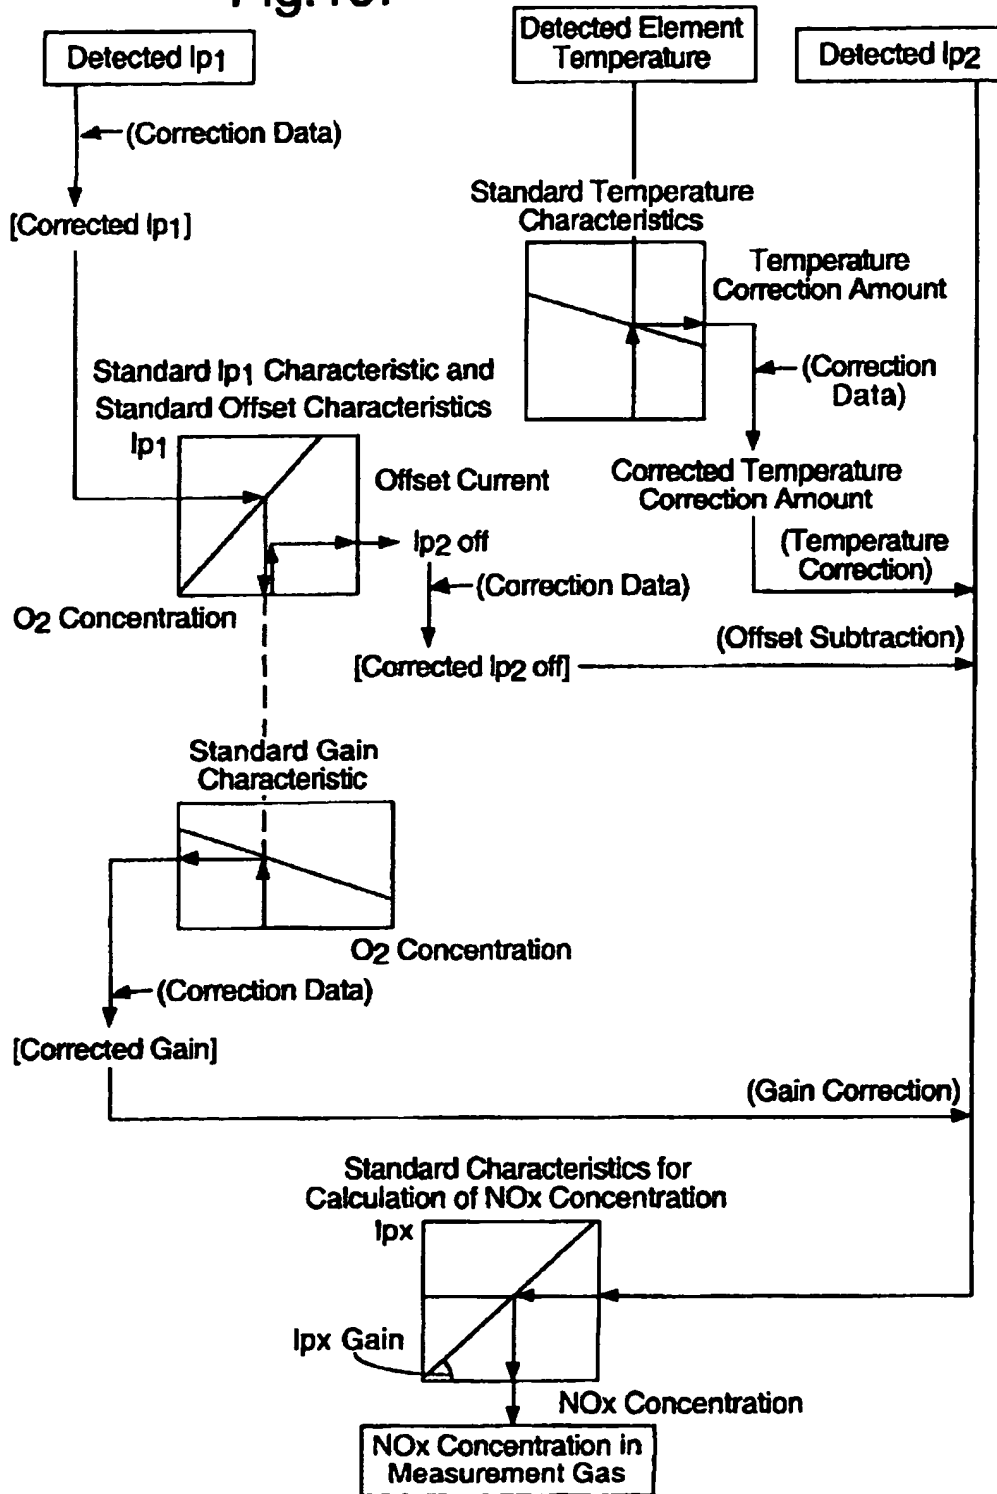 Detected Ip1
Detected Element
Temperature
Detected Ip2
(Correction Data)
[Corrected Ip1]
Standard Temperature
Characteristics
Temperature
Correction Amount
(Correction
Data)
Corrected Temperature
Correction Amount
(Temperature
Correction)
Standard Ip1 Characteristic and
Standard Offset Characteristics
Ip1
Offset Current
Ip2 off
O2 Concentration
(Correction Data)
[Corrected Ip2 off]
(Offset Subtraction)
Standard Gain
Characteristic
O2 Concentration
(Correction Data)
[Corrected Gain]
(Gain Correction)
Standard Characteristics for
Calculation of NOx Concentration
Ipx
Ipx Gain
NOx Concentration
NOx Concentration in
Measurement Gas